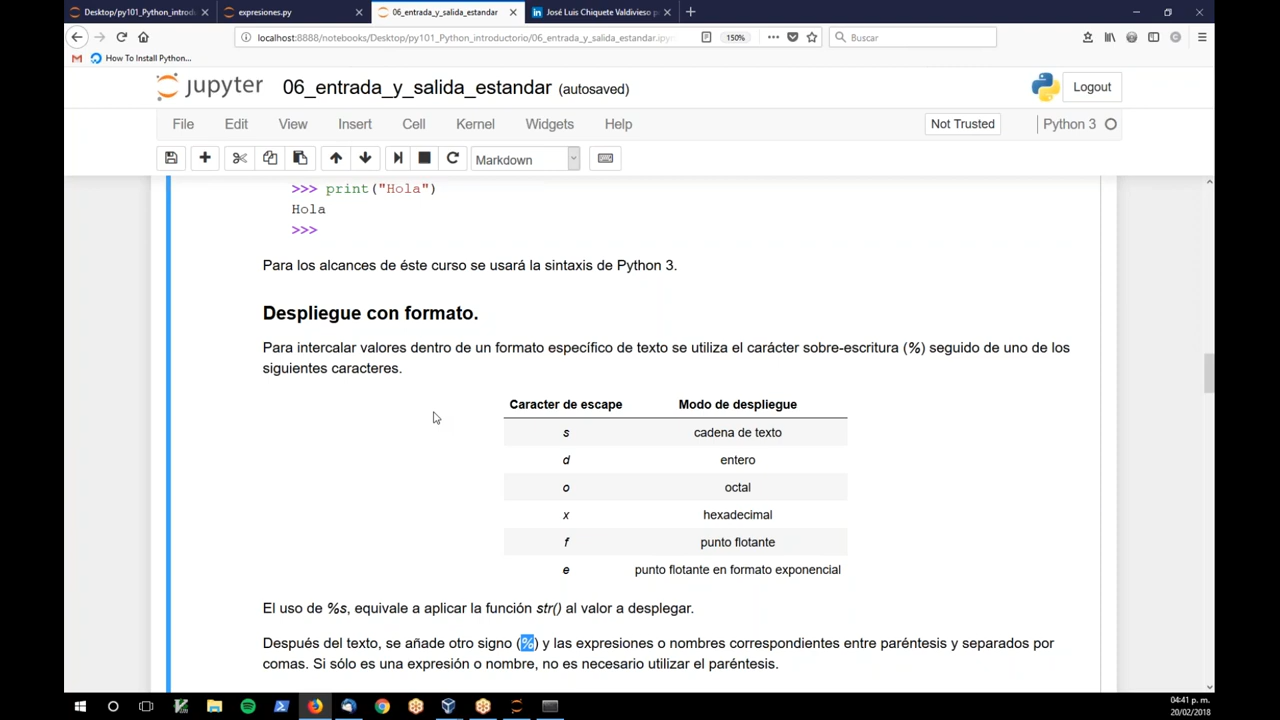 Desktop/py101_Python_introdu
expresiones.py
06_entrada_y_salida_estandar
José Luis Chiquete Valdivieso p
localhost:8888/notebooks/Desktop/py101_Python_introductorio/06_entrada_y_salida_estandar.ipyn
150%
Buscar
How To Install Python...
jupyter
06_entrada_y_salida_estandar (autosaved)
Logout
File
Edit
View
Insert
Cell
Kernel
Widgets
Help
Not Trusted
Python 3
Markdown
>>> print("Hola")
Hola
>>>
Para los alcances de éste curso se usará la sintaxis de Python 3.
Despliegue con formato.
Para intercalar valores dentro de un formato específico de texto se utiliza el carácter sobre-escritura (%) seguido de uno de los
siguientes caracteres.
Caracter de escape Modo de despliegue
s cadena de texto
d entero
o octal
x hexadecimal
f punto flotante
e punto flotante en formato exponencial
El uso de %s, equivale a aplicar la función str() al valor a desplegar.
Después del texto, se añade otro signo (%) y las expresiones o nombres correspondientes entre paréntesis y separados por
comas. Si sólo es una expresión o nombre, no es necesario utilizar el paréntesis.
04:41 p. m.
20/02/2018